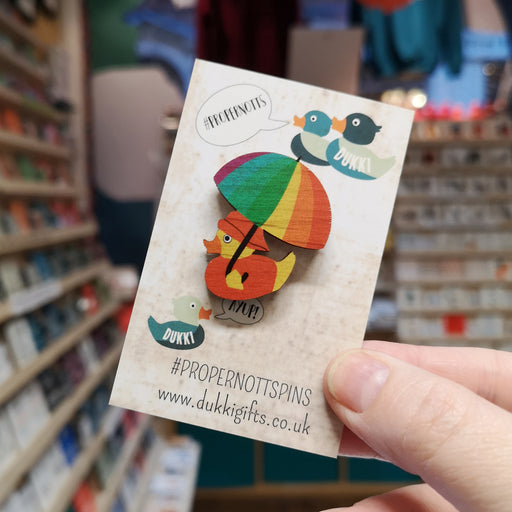 #PROPERNOTTS
DUKKI
AYUP!
DUKKI
#PROPERNOTTSPINS
www.dukkigifts.co.uk